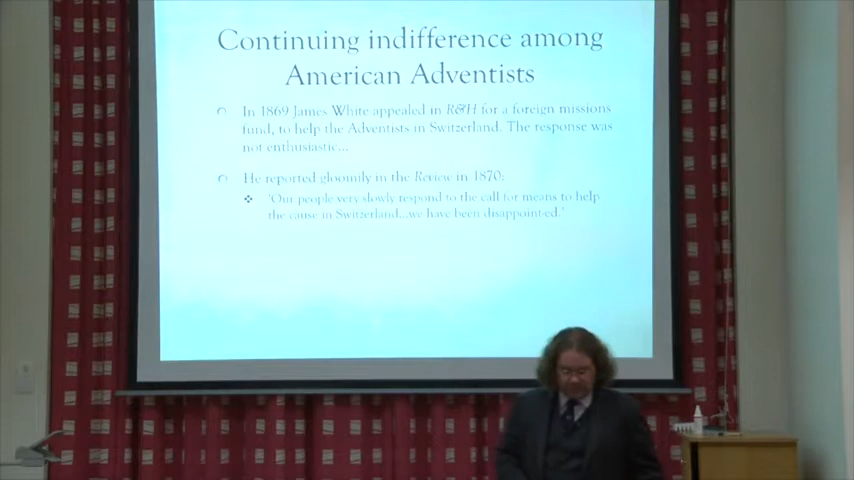 Continuing indifference among
American Adventists
In 1869 James White appealed in R&H for a foreign missions
fund, to help the Adventists in Switzerland. The response was
not enthusiastic...
He reported gloomily in the Review in 1870:
'Our people very slowly respond to the call for means to help
the cause in Switzerland...we have been disappoint-ed.'